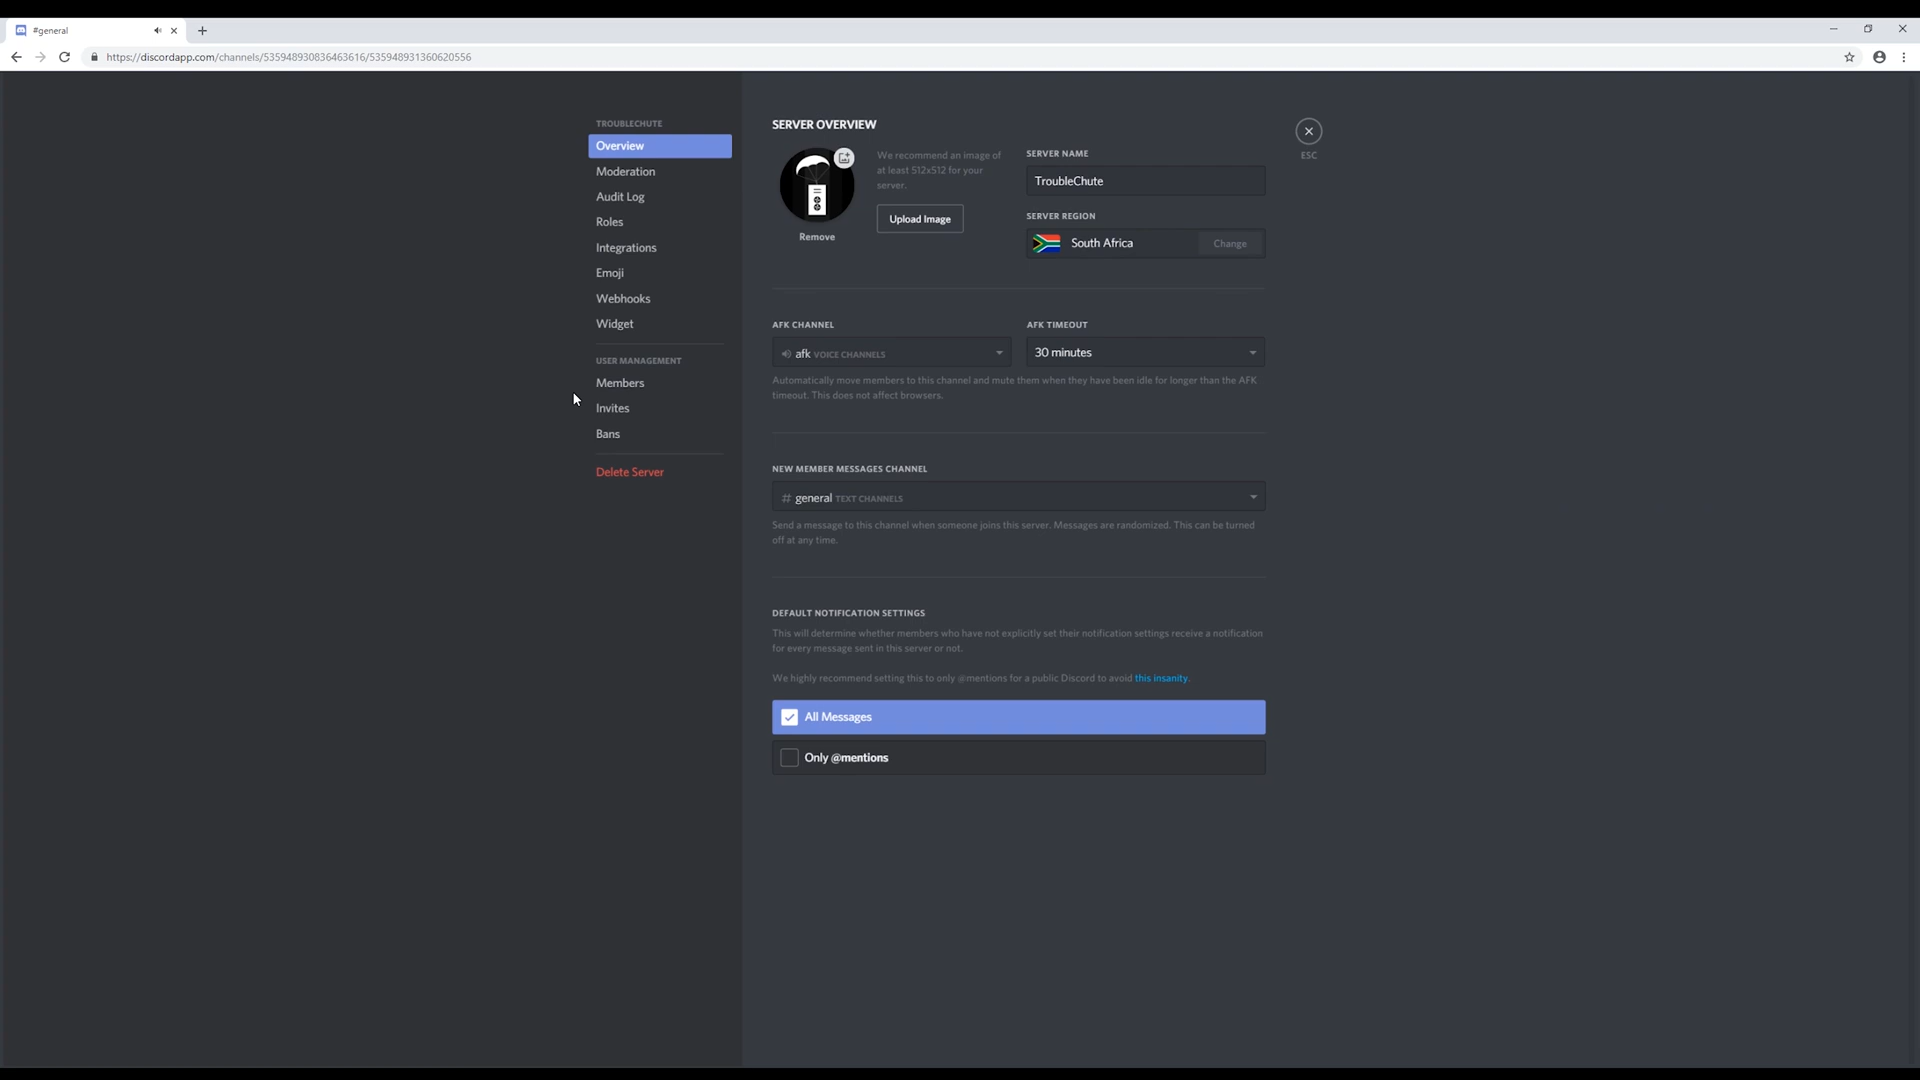 #general
https://discordapp.com/channels/535948930836463616/535948931360620556
TROUBLECHUTE
Overview
Moderation
Audit Log
Roles
Integrations
Emoji
Webhooks
Widget
USER MANAGEMENT
Members
Invites
Bans
Delete Server
SERVER OVERVIEW
Remove
We recommend an image of
at least 512x512 for your
server.
Upload Image
SERVER NAME
TroubleChute
SERVER REGION
South Africa
Change
ESC
AFK CHANNEL
afk VOICE CHANNELS
AFK TIMEOUT
30 minutes
Automatically move members to this channel and mute them when they have been idle for longer than the AFK
timeout. This does not affect browsers.
NEW MEMBER MESSAGES CHANNEL
# general TEXT CHANNELS
Send a message to this channel when someone joins this server. Messages are randomized. This can be turned
off at any time.
DEFAULT NOTIFICATION SETTINGS
This will determine whether members who have not explicitly set their notification settings receive a notification
for every message sent in this server or not.
We highly recommend setting this to only @mentions for a public Discord to avoid this insanity.
All Messages
Only @mentions